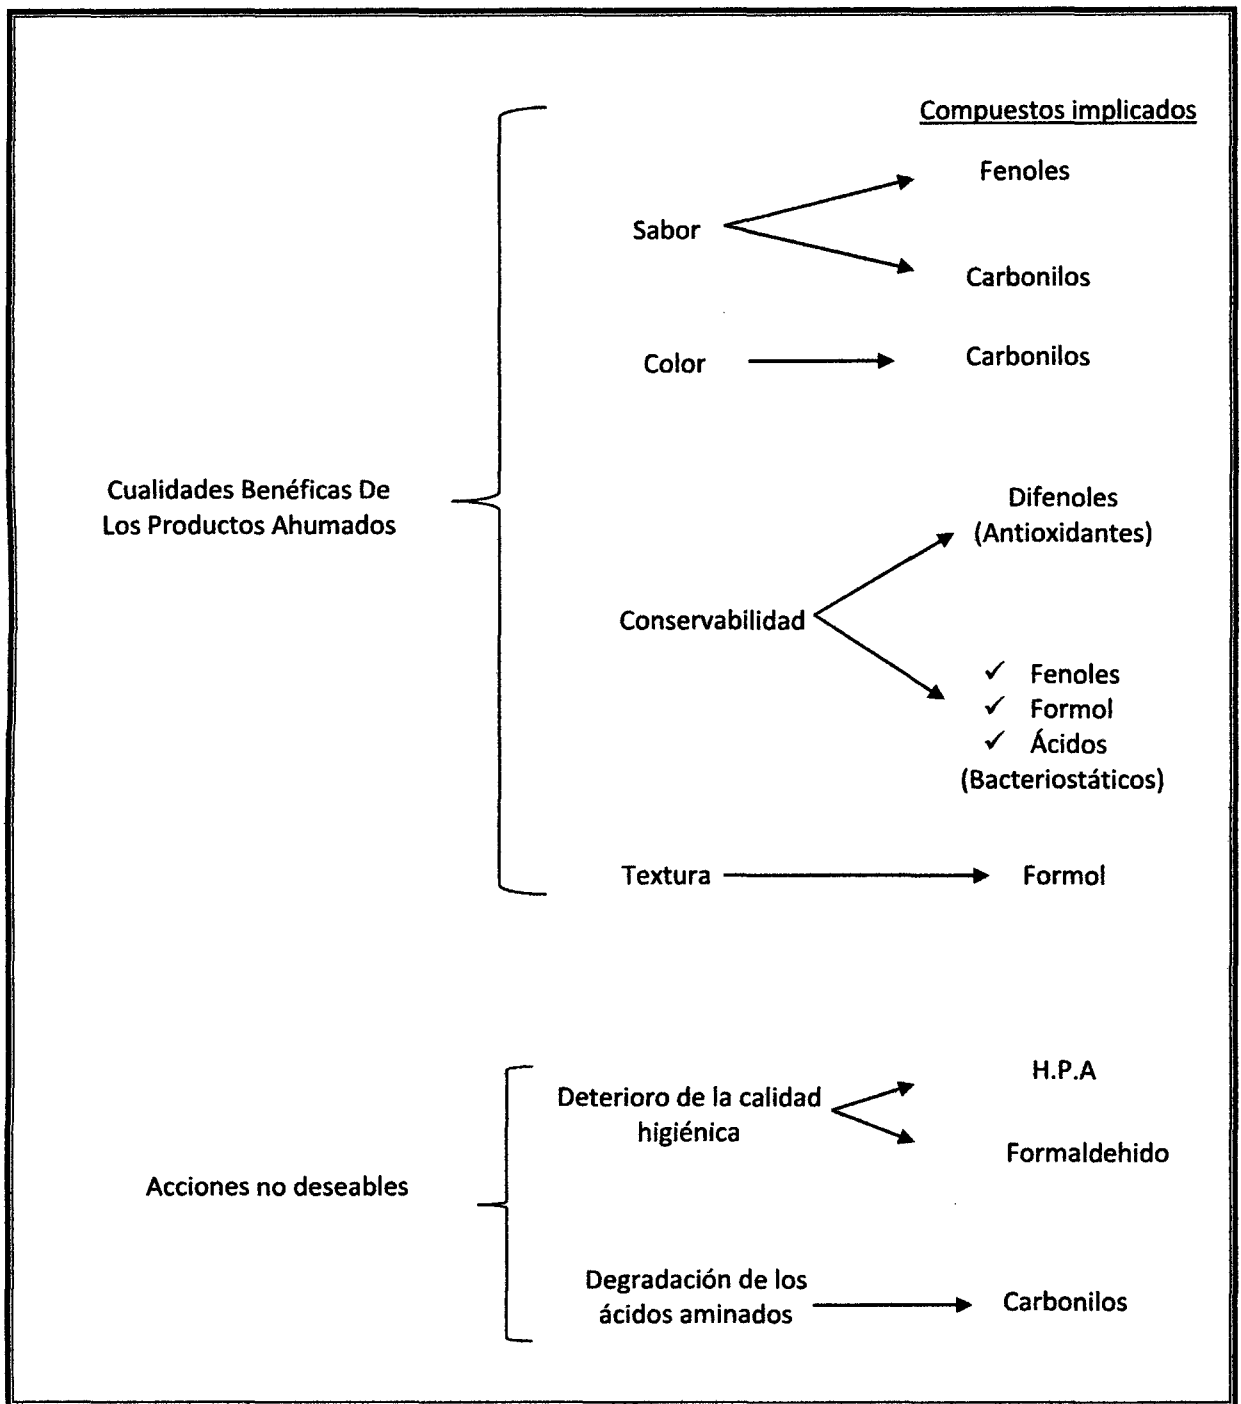 Compuestos implicados
Fenoles
Sabor
Carbonilos
Color
Carbonilos
Cualidades Benéficas De
Los Productos Ahumados
Difenoles
(Antioxidantes)
Conservabilidad
✓ Fenoles
✓ Formol
✓ Ácidos
(Bacteriostáticos)
Textura
Formol
H.P.A
Deterioro de la calidad
higiénica
Formaldehido
Acciones no deseables
Degradación de los
ácidos aminados
Carbonilos